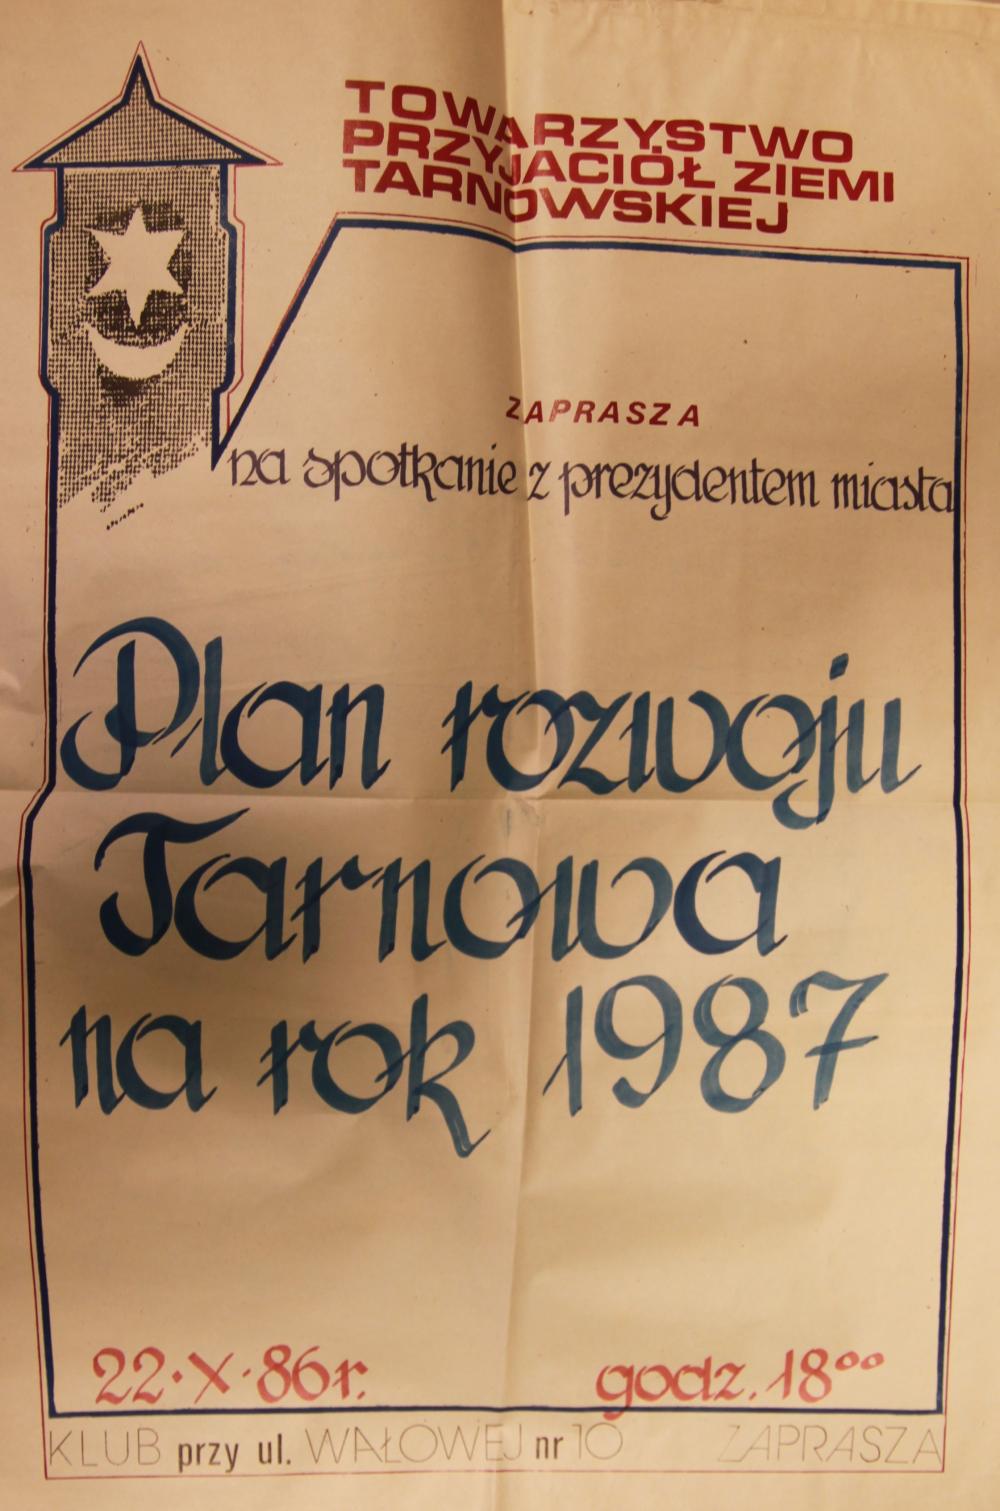 TOWARZYSTWO
PRZYJACIÓŁ ZIEMI
TARNOWSKIEJ
ZAPRASZA
na spotkanie z prezydentem miasta
Plan rozwoju
Tarnowa
na rok 1987
22.X.86r. godz. 18⁰⁰
KLUB przy ul. WAŁOWEJ nr 10 ZAPRASZA